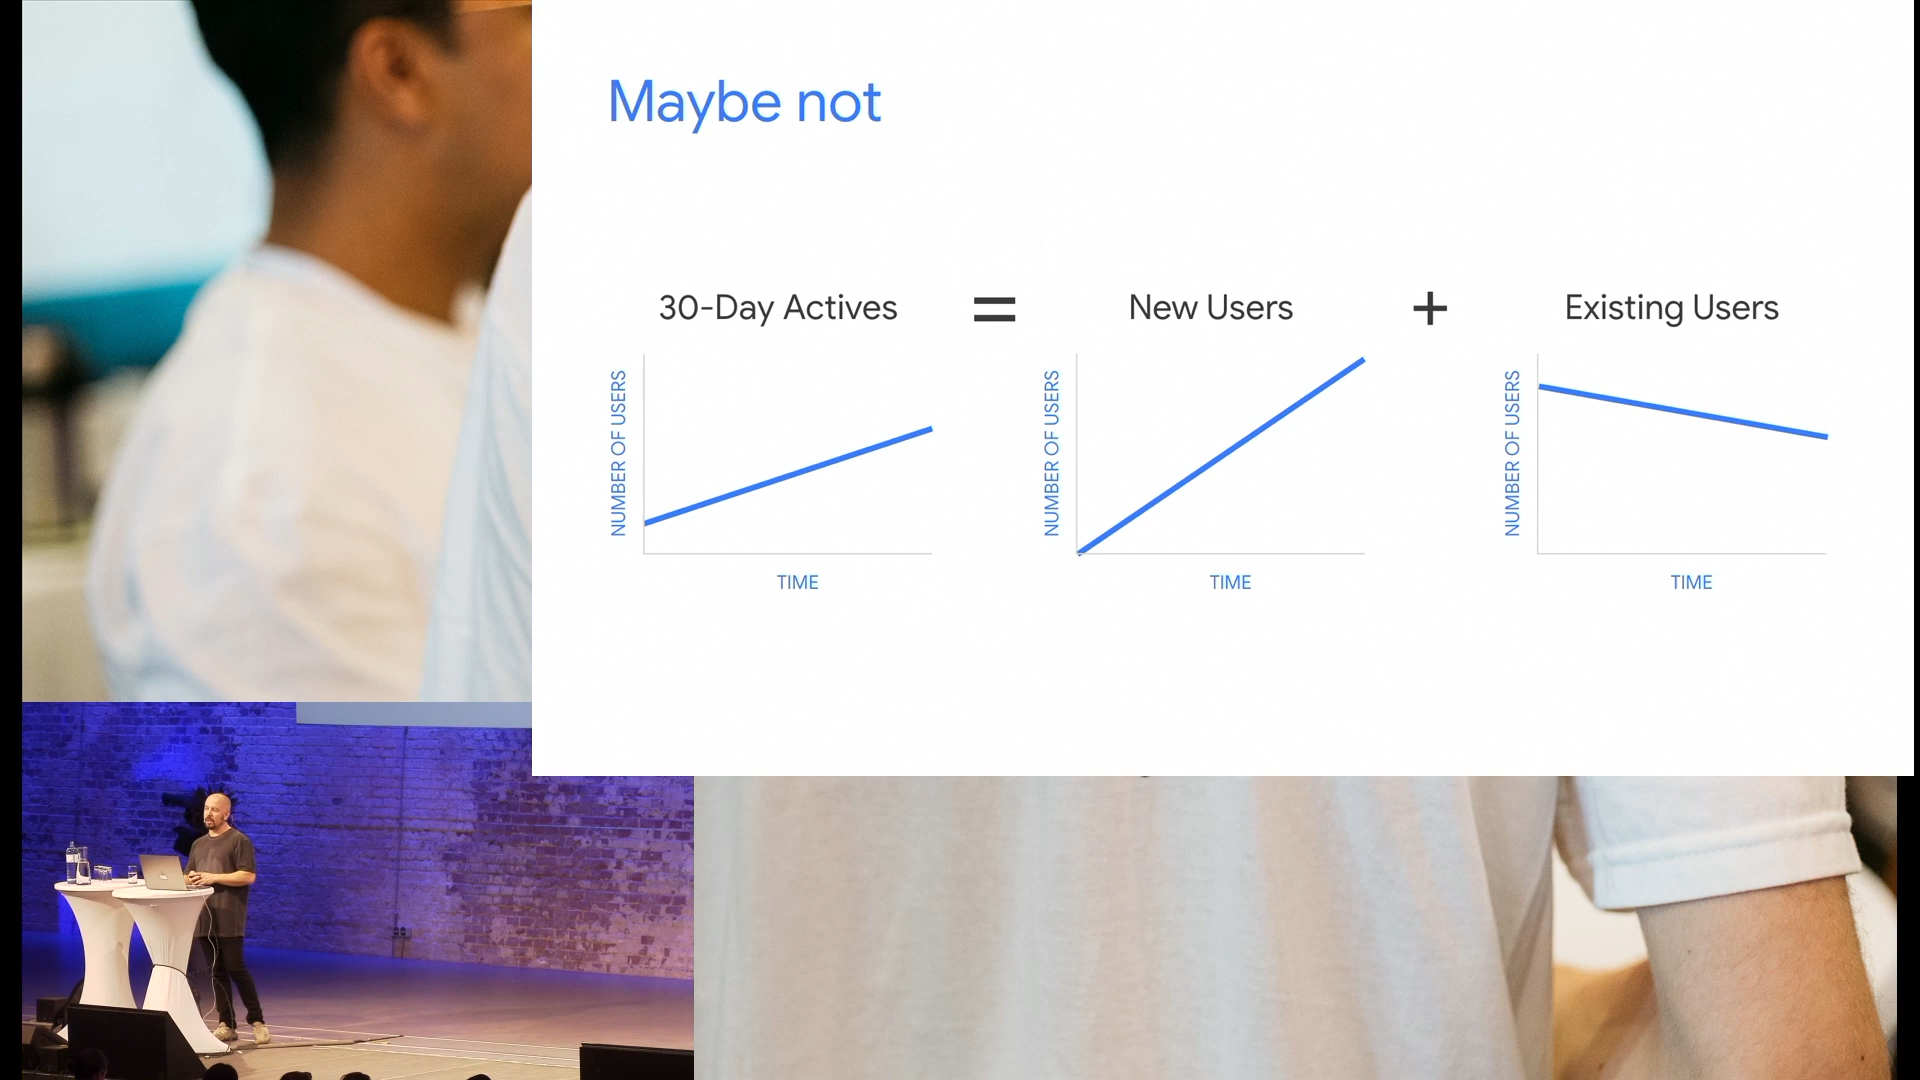 Maybe not
30-Day Actives = New Users + Existing Users
NUMBER OF USERS
TIME
NUMBER OF USERS
TIME
NUMBER OF USERS
TIME